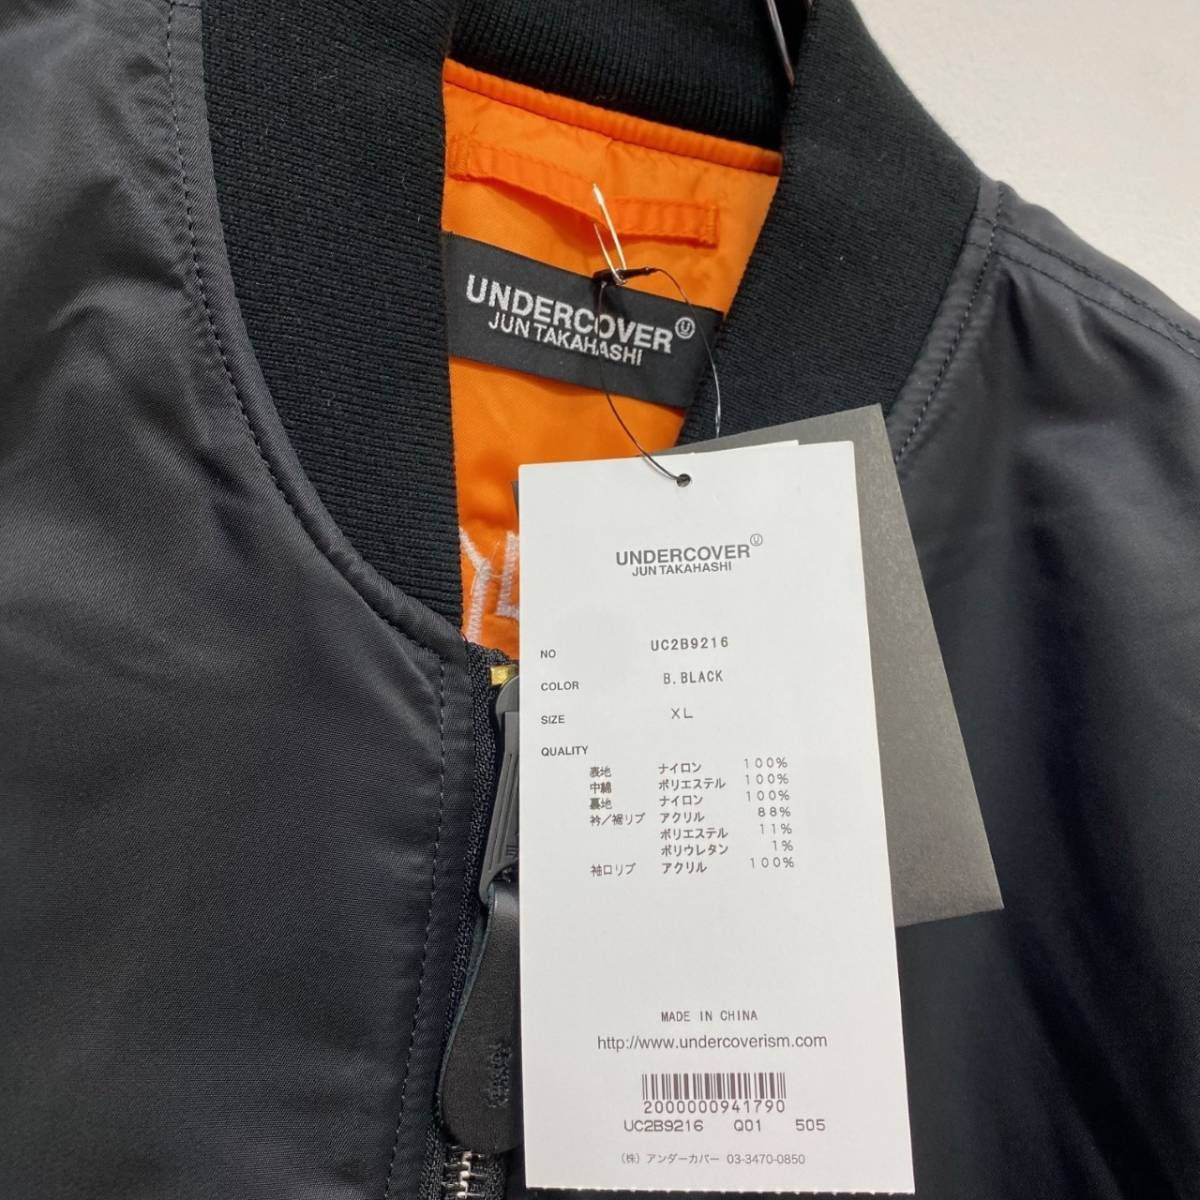 UNDERCOVER Ⓤ
JUN TAKAHASHI
UNDERCOVER Ⓤ
JUN TAKAHASHI
NO UC2B9216
COLOR B.BLACK
SIZE XL
QUALITY
表地 ナイロン 100%
中綿 ポリエステル 100%
裏地 ナイロン 100%
衿／裾リブ アクリル 88%
ポリエステル 11%
ポリウレタン 1%
袖口リブ アクリル 100%
MADE IN CHINA
http://www.undercoverism.com
2000000941790
UC2B9216 Q01 505
（株）アンダーカバー 03-3470-0850